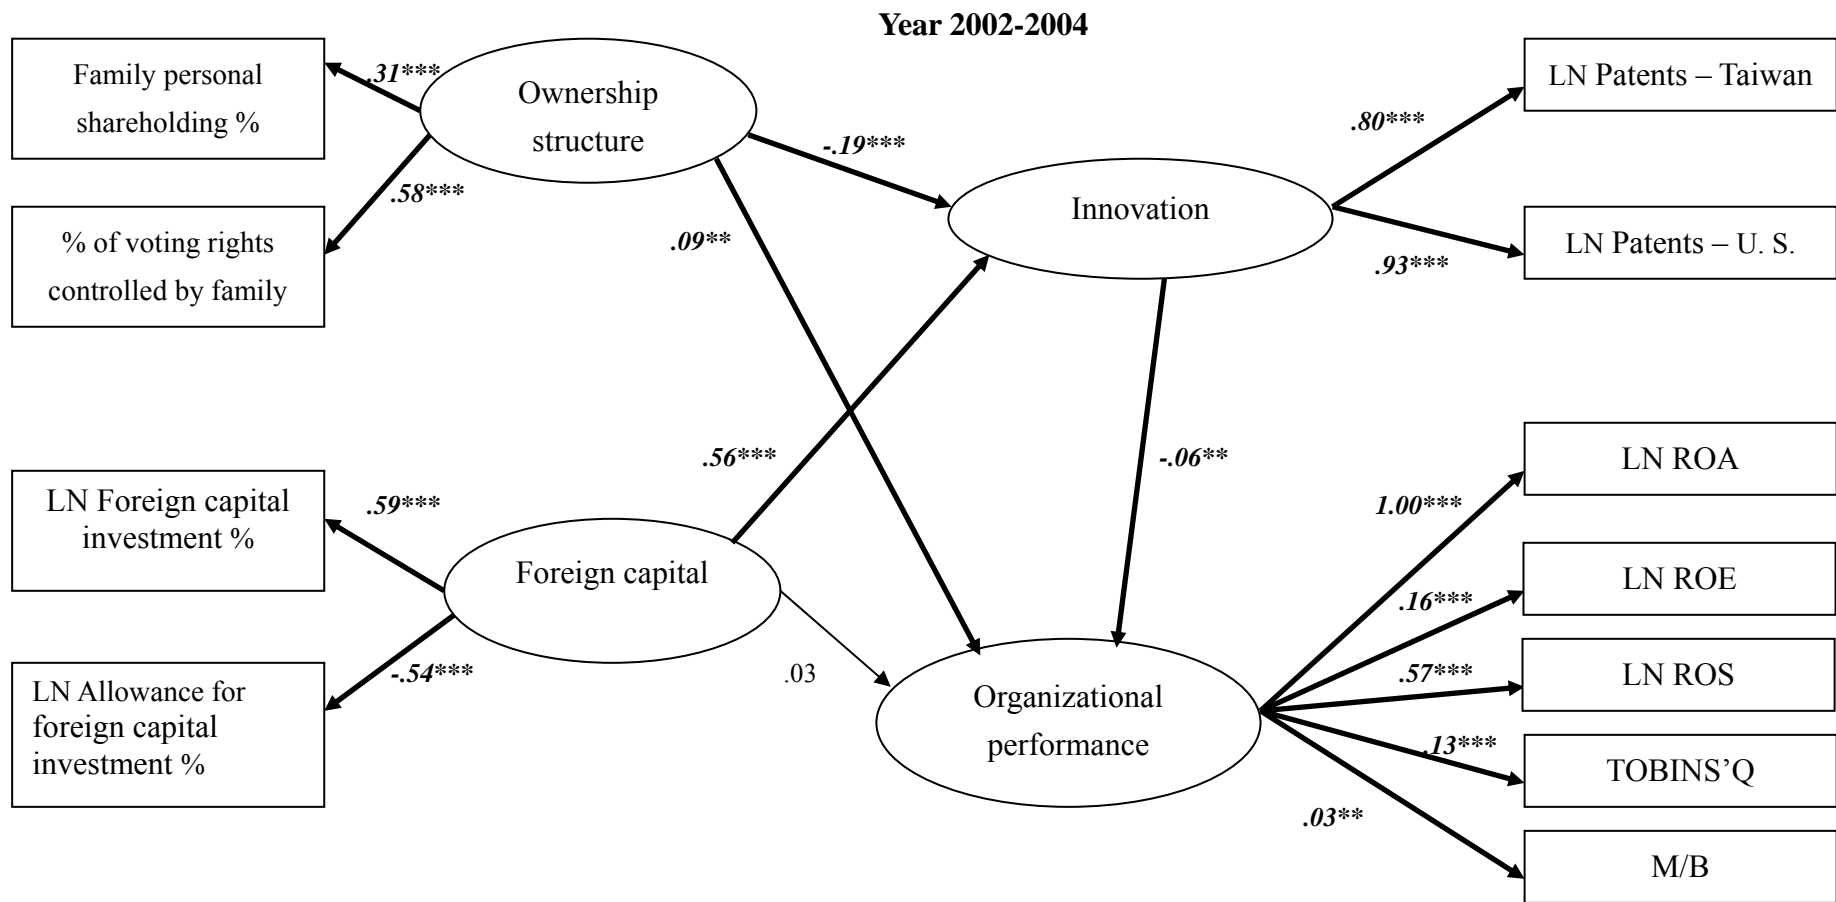 Year 2002-2004
Family personal
shareholding %
.31***
Ownership
structure
LN Patents – Taiwan
.80***
-.19***
.58***
% of voting rights
controlled by family
.09**
Innovation
LN Patents – U. S.
.93***
.56***
-.06**
LN ROA
LN Foreign capital
investment %
.59***
1.00***
Foreign capital
LN ROE
.16***
.03
-.54***
LN Allowance for
foreign capital
investment %
Organizational
performance
.57***
LN ROS
.13***
TOBINS’Q
.03**
M/B